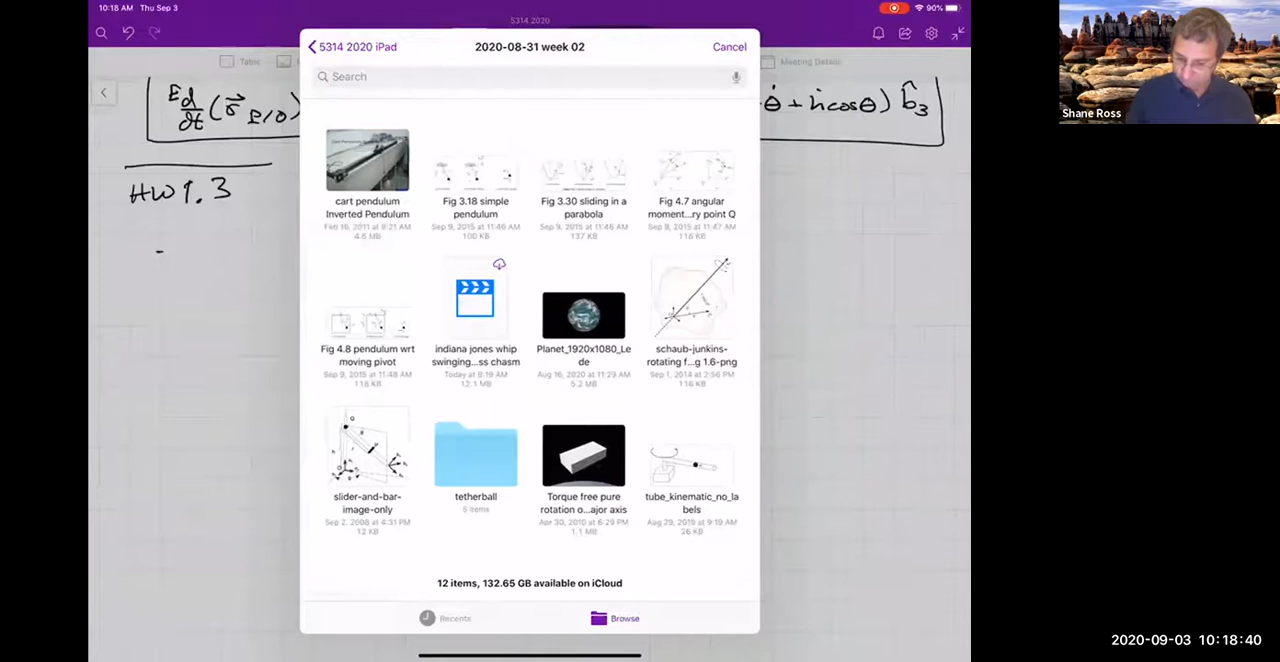 10:18 AM Thu Sep 3
90%
5314 2020
5314 2020 iPad
2020-08-31 week 02
Cancel
Table
Meeting Details
Search
Shane Ross
θ̇ + ṅcosθ) b̂₃
HW1.3
cart pendulum
Inverted Pendulum
Feb 16, 2011 at 9:21 AM
4.6 MB
Fig 3.18 simple
pendulum
Sep 9, 2015 at 11:46 AM
100 KB
Fig 3.30 sliding in a
parabola
Sep 9, 2015 at 11:46 AM
137 KB
Fig 4.7 angular
moment...ry point Q
Sep 9, 2015 at 11:47 AM
116 KB
Fig 4.8 pendulum wrt
moving pivot
Sep 9, 2015 at 11:48 AM
118 KB
indiana jones whip
swinging...ss chasm
Today at 9:19 AM
12.1 MB
Planet_1920x1080_Le
de
Aug 16, 2020 at 11:29 AM
5.2 MB
schaub-junkins-
rotating f...g 1.6-png
Sep 1, 2014 at 2:56 PM
116 KB
slider-and-bar-
image-only
Sep 2, 2008 at 4:31 PM
12 KB
tetherball
5 items
Torque free pure
rotation o...ajor axis
Apr 30, 2010 at 6:29 PM
1.1 MB
tube_kinematic_no_la
bels
Aug 29, 2019 at 9:19 AM
26 KB
12 items, 132.65 GB available on iCloud
Recents
Browse
2020-09-03 10:18:40